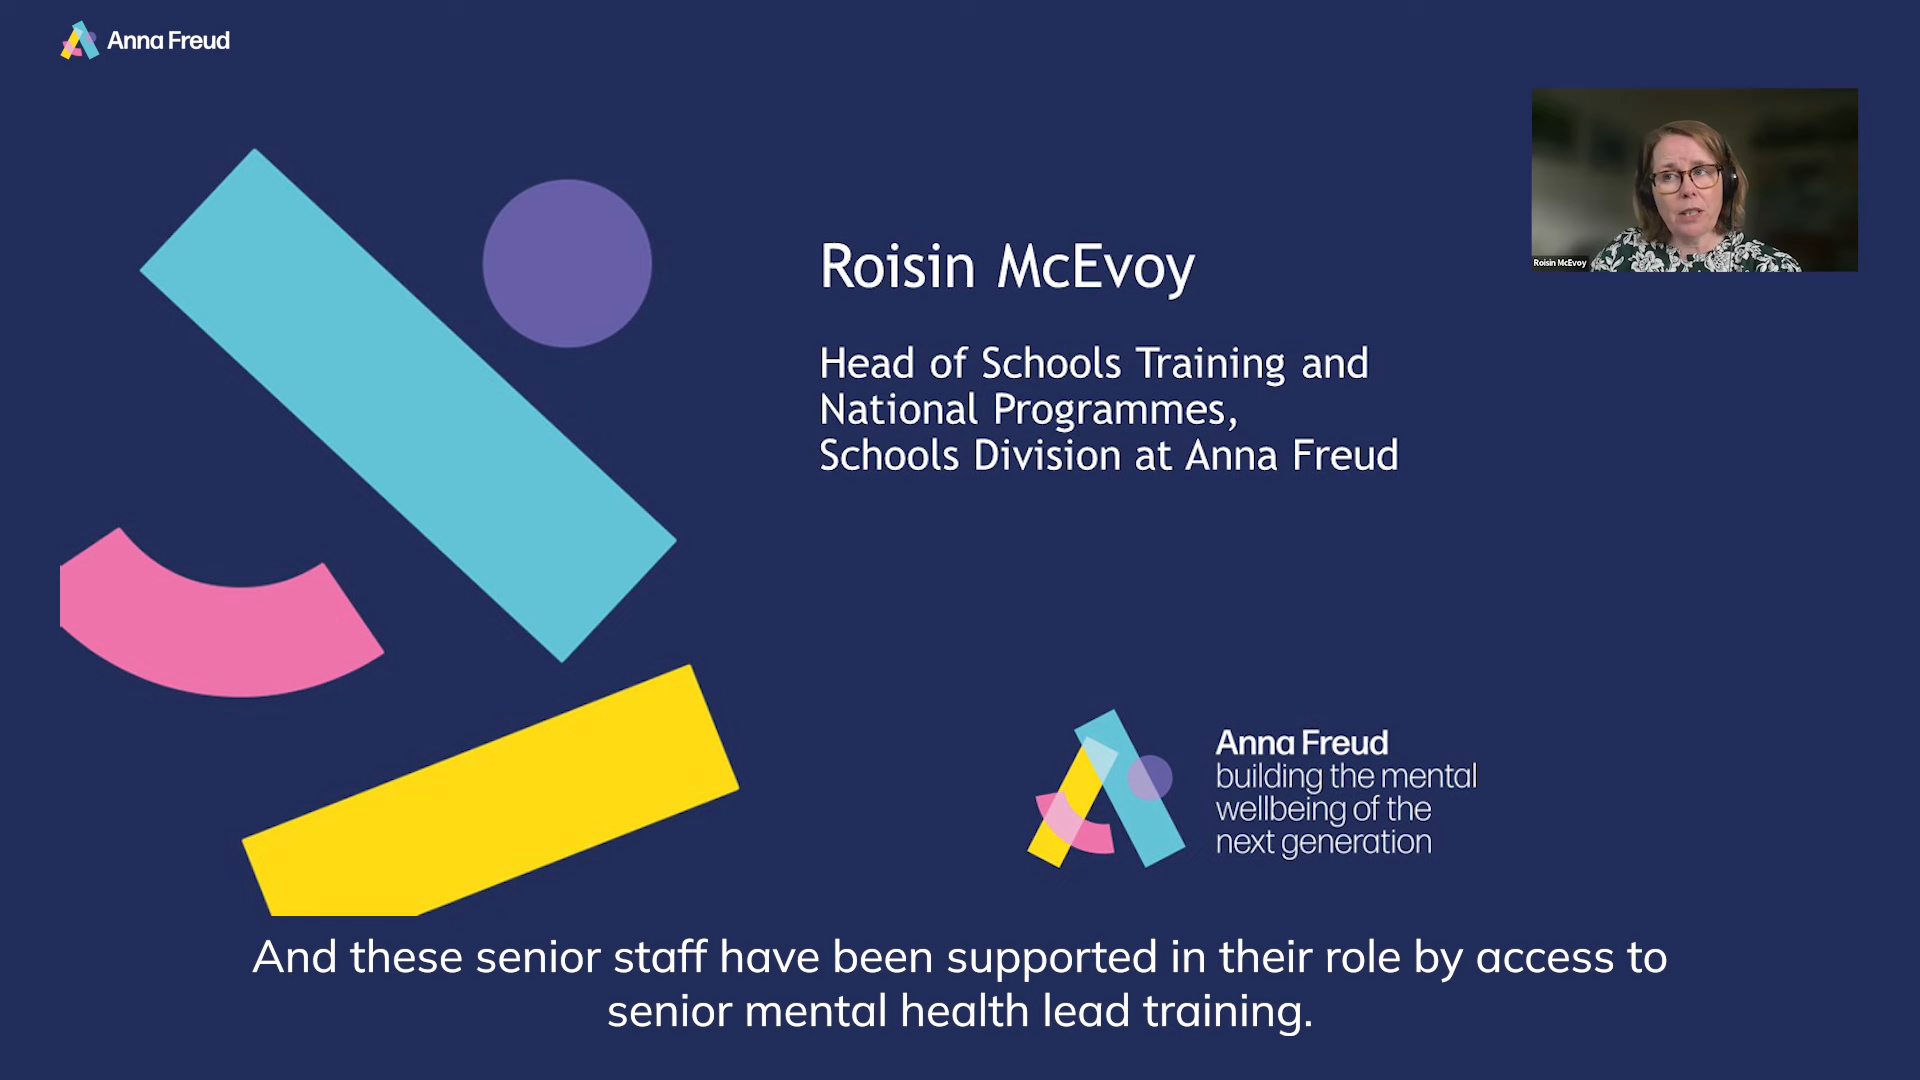 Anna Freud
Roisin McEvoy
Roisin McEvoy
Head of Schools Training and
National Programmes,
Schools Division at Anna Freud
Anna Freud
building the mental
wellbeing of the
next generation
And these senior staff have been supported in their role by access to
senior mental health lead training.